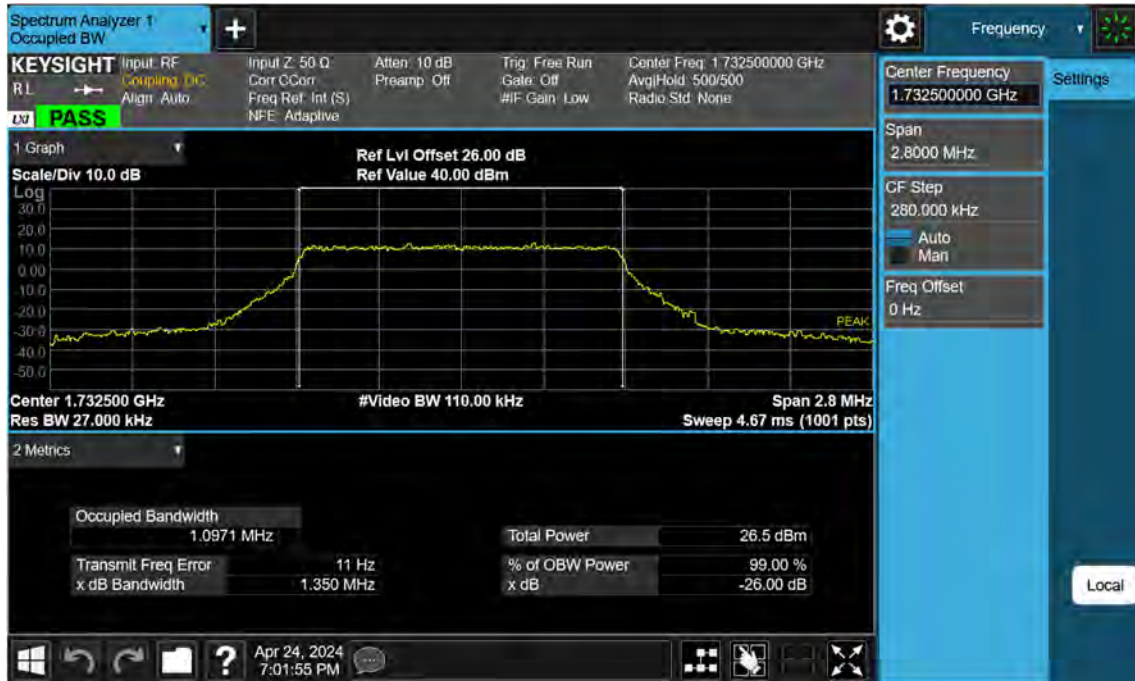 Spectrum Analyzer 1
Occupied BW
Frequency
KEYSIGHT
Input: RF
Coupling: DC
Align: Auto
Input Z: 50 Ω
Corr CCorr
Freq Ref: Int (S)
NFE: Adaptive
Atten: 10 dB
Preamp: Off
Trig: Free Run
Gate: Off
#IF Gain: Low
Center Freq: 1.732500000 GHz
Avg|Hold: 500/500
Radio Std: None
R L
LXI
PASS
Center Frequency
1.732500000 GHz
Settings
Span
2.8000 MHz
CF Step
280.000 kHz
Auto
Man
Freq Offset
0 Hz
1 Graph
Scale/Div 10.0 dB
Ref Lvl Offset 26.00 dB
Ref Value 40.00 dBm
Log
30.0
20.0
10.0
0.00
-10.0
-20.0
-30.0
-40.0
-50.0
PEAK
Center 1.732500 GHz
#Video BW 110.00 kHz
Span 2.8 MHz
Res BW 27.000 kHz
Sweep 4.67 ms (1001 pts)
2 Metrics
Occupied Bandwidth
1.0971 MHz
Total Power 26.5 dBm
Transmit Freq Error 11 Hz
% of OBW Power 99.00 %
x dB Bandwidth 1.350 MHz
x dB -26.00 dB
Local
Apr 24, 2024
7:01:55 PM